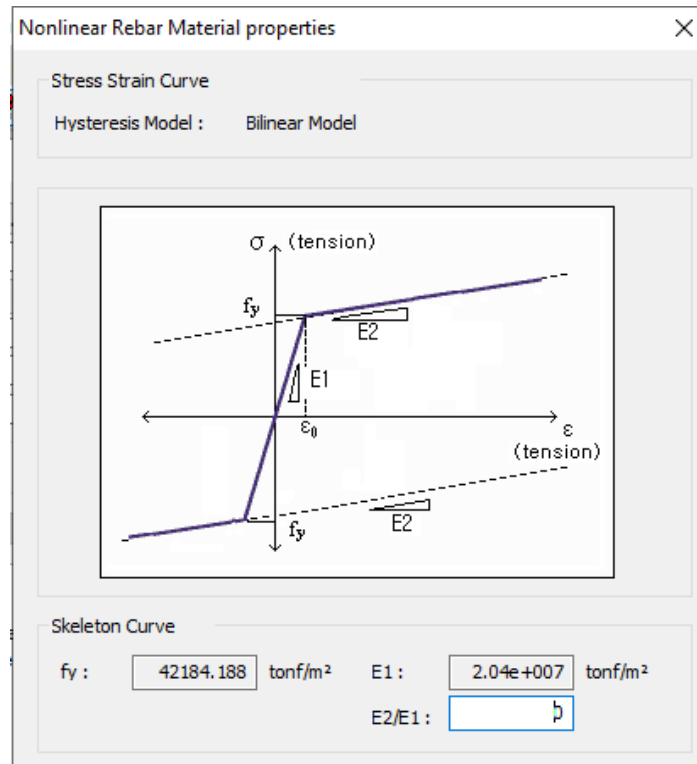 Nonlinear Rebar Material properties
Stress Strain Curve
Hysteresis Model : Bilinear Model
σ (tension)
fy
E2
E1
ε0
ε
(tension)
fy
E2
Skeleton Curve
fy : 42184.188 tonf/m² E1 : 2.04e+007 tonf/m²
E2/E1 :